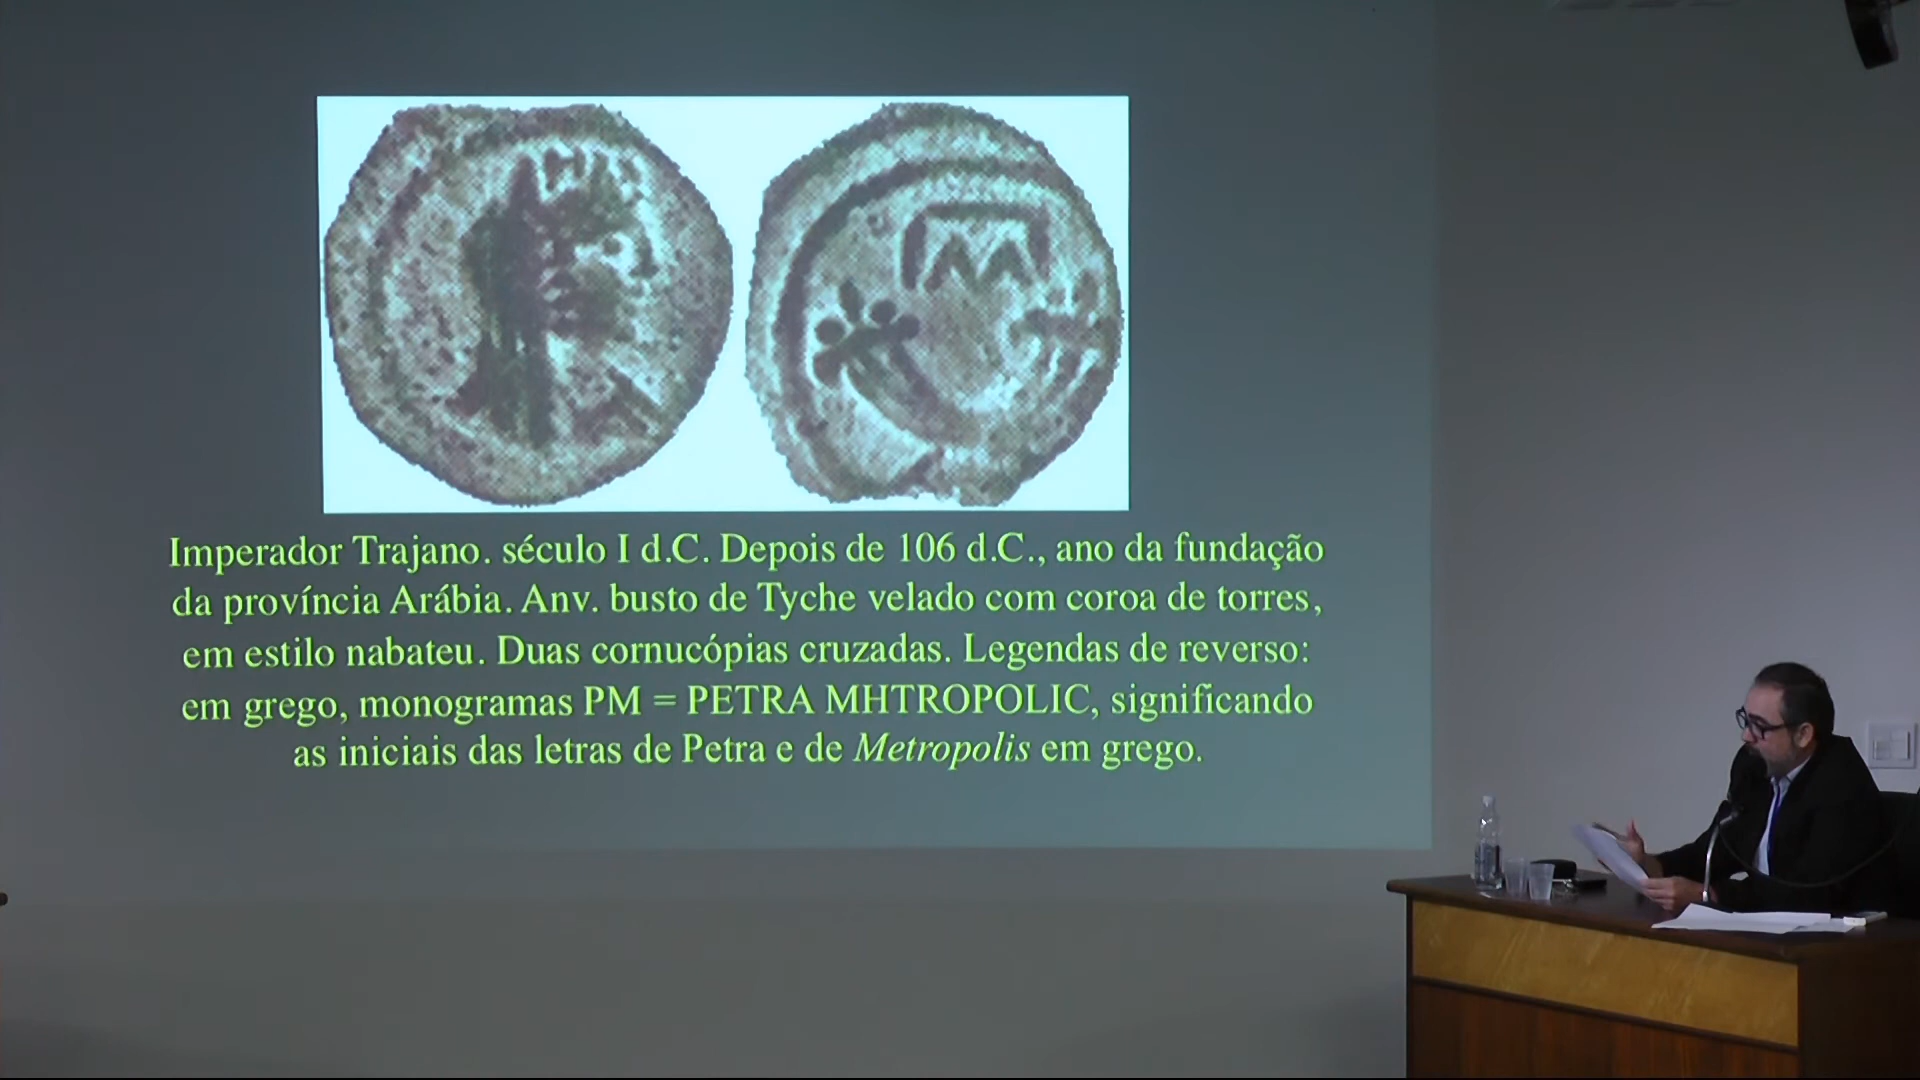 Imperador Trajano. século I d.C. Depois de 106 d.C., ano da fundação
da província Arábia. Anv. busto de Tyche velado com coroa de torres,
em estilo nabateu. Duas cornucópias cruzadas. Legendas de reverso:
em grego, monogramas PM = PETRA MHTROPOLIC, significando
as iniciais das letras de Petra e de Metropolis em grego.